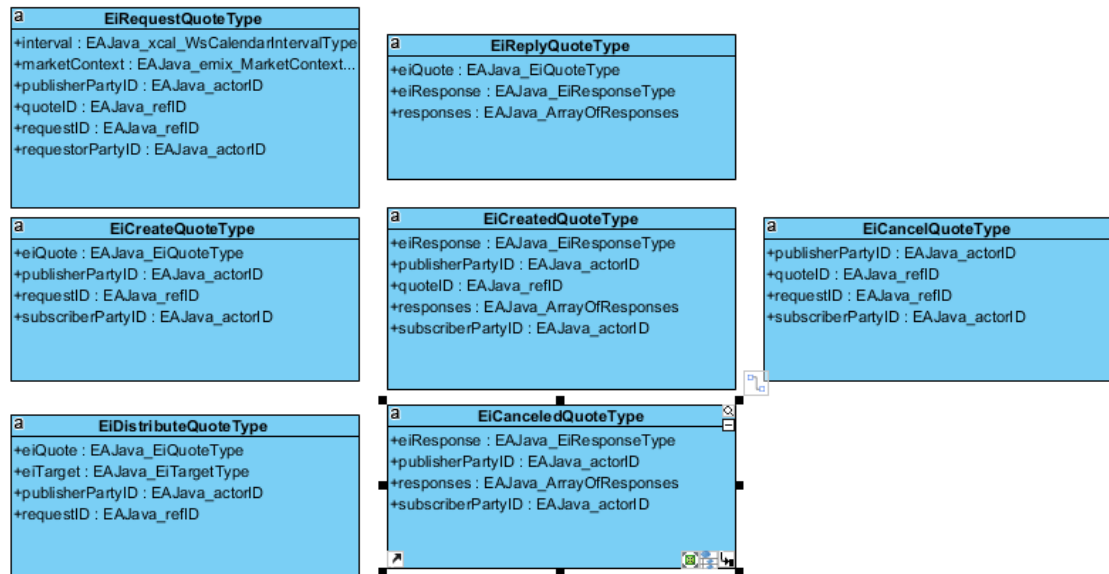 a
EiRequestQuoteType
+interval : EAJava_xcal_WsCalendarIntervalType
+marketContext : EAJava_emix_MarketContext...
+publisherPartyID : EAJava_actorID
+quoteID : EAJava_refID
+requestID : EAJava_refID
+requestorPartyID : EAJava_actorID
a
EiReplyQuoteType
+eiQuote : EAJava_EiQuoteType
+eiResponse : EAJava_EiResponseType
+responses : EAJava_ArrayOfResponses
a
EiCreateQuoteType
+eiQuote : EAJava_EiQuoteType
+publisherPartyID : EAJava_actorID
+requestID : EAJava_refID
+subscriberPartyID : EAJava_actorID
a
EiCreatedQuoteType
+eiResponse : EAJava_EiResponseType
+publisherPartyID : EAJava_actorID
+quoteID : EAJava_refID
+responses : EAJava_ArrayOfResponses
+subscriberPartyID : EAJava_actorID
a
EiCancelQuoteType
+publisherPartyID : EAJava_actorID
+quoteID : EAJava_refID
+requestID : EAJava_refID
+subscriberPartyID : EAJava_actorID
a
EiDistributeQuoteType
+eiQuote : EAJava_EiQuoteType
+eiTarget : EAJava_EiTargetType
+publisherPartyID : EAJava_actorID
+requestID : EAJava_refID
a
EiCanceledQuoteType
+eiResponse : EAJava_EiResponseType
+publisherPartyID : EAJava_actorID
+responses : EAJava_ArrayOfResponses
+subscriberPartyID : EAJava_actorID